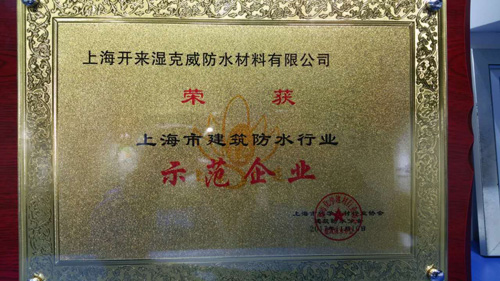 上海开来湿克威防水材料有限公司
荣获
上海市建筑防水行业
示范企业